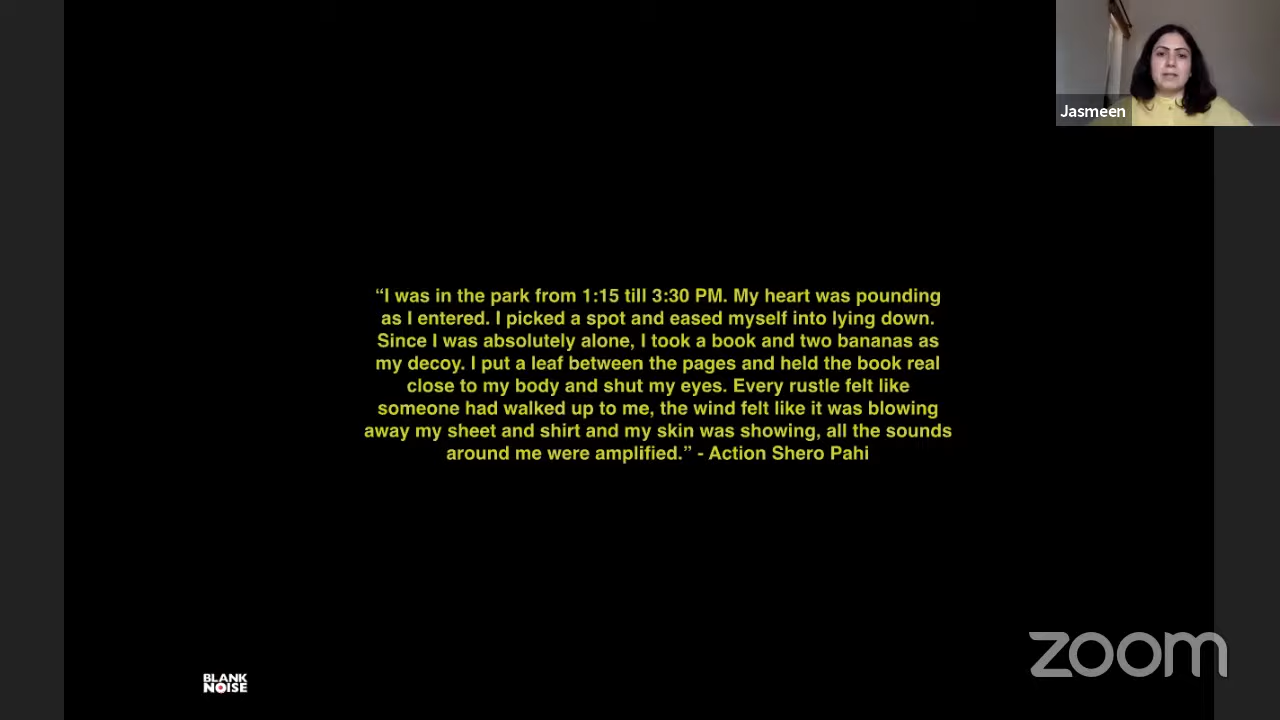 Jasmeen
“I was in the park from 1:15 till 3:30 PM. My heart was pounding
as I entered. I picked a spot and eased myself into lying down.
Since I was absolutely alone, I took a book and two bananas as
my decoy. I put a leaf between the pages and held the book real
close to my body and shut my eyes. Every rustle felt like
someone had walked up to me, the wind felt like it was blowing
away my sheet and shirt and my skin was showing, all the sounds
around me were amplified.” - Action Shero Pahi
zoom
BLANK
NOISE